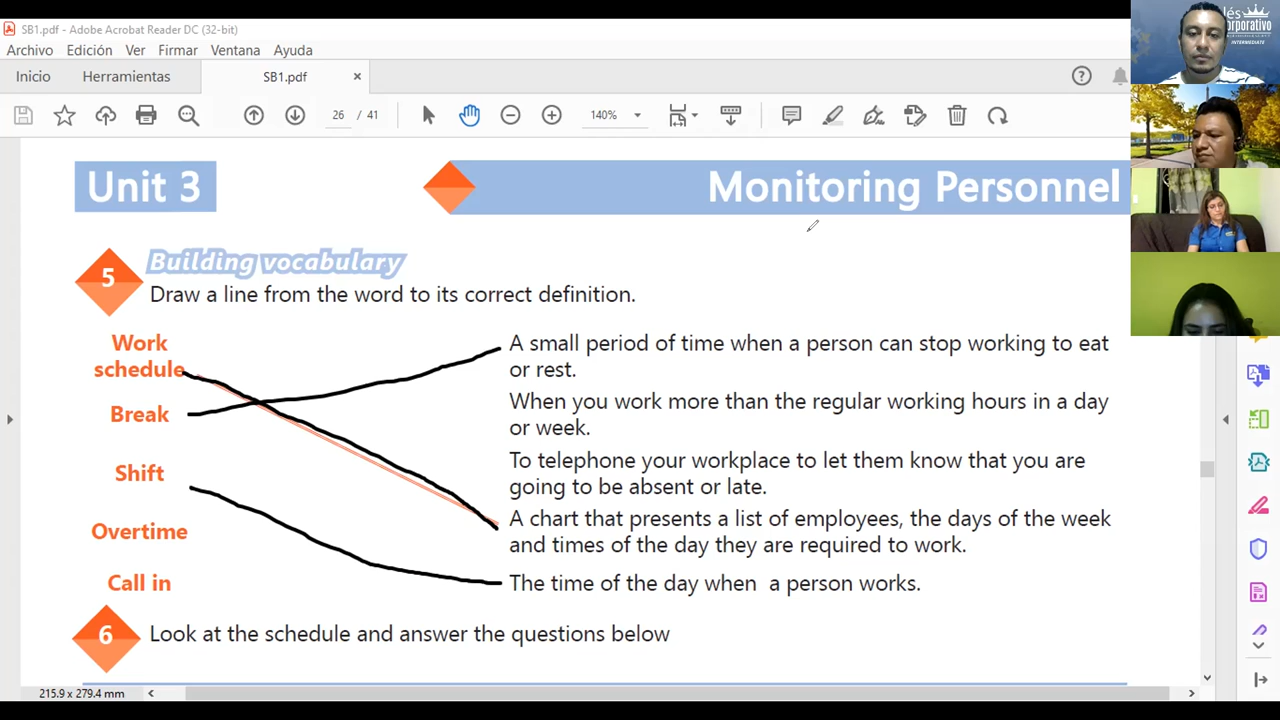 SB1.pdf - Adobe Acrobat Reader DC (32-bit)
Archivo Edición Ver Firmar Ventana Ayuda
Inicio Herramientas SB1.pdf
26 / 41 140%
Unit 3 Monitoring Personnel
5 Building vocabulary
Draw a line from the word to its correct definition.
Work
schedule
Break
Shift
Overtime
Call in
A small period of time when a person can stop working to eat
or rest.
When you work more than the regular working hours in a day
or week.
To telephone your workplace to let them know that you are
going to be absent or late.
A chart that presents a list of employees, the days of the week
and times of the day they are required to work.
The time of the day when a person works.
6 Look at the schedule and answer the questions below
215.9 x 279.4 mm
INTERMEDIATE